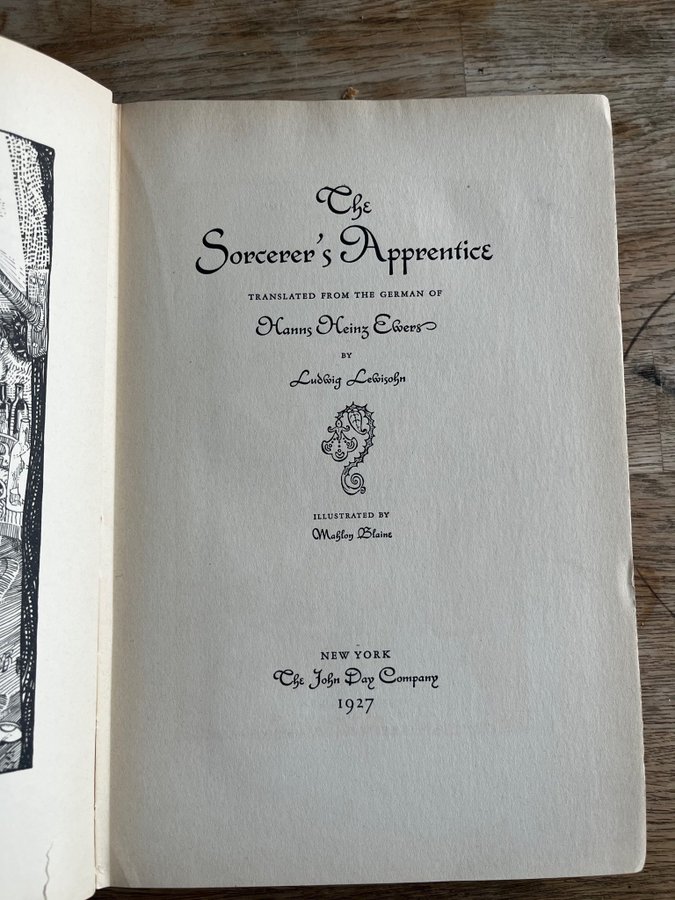 The
Sorcerer's Apprentice
TRANSLATED FROM THE GERMAN OF
Hanns Heinz Ewers
BY
Ludwig Lewisohn
ILLUSTRATED BY
Mahlon Blaine
NEW YORK
The John Day Company
1927